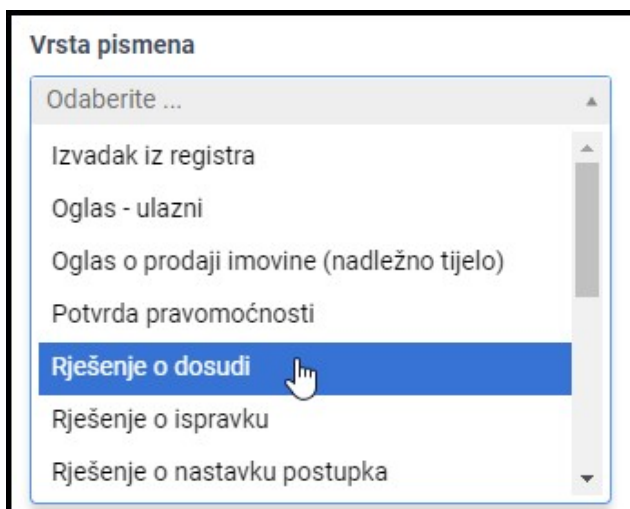 Vrsta pismena
Odaberite ...
Izvadak iz registra
Oglas - ulazni
Oglas o prodaji imovine (nadležno tijelo)
Potvrda pravomoćnosti
Rješenje o dosudi
Rješenje o ispravku
Rješenje o nastavku postupka